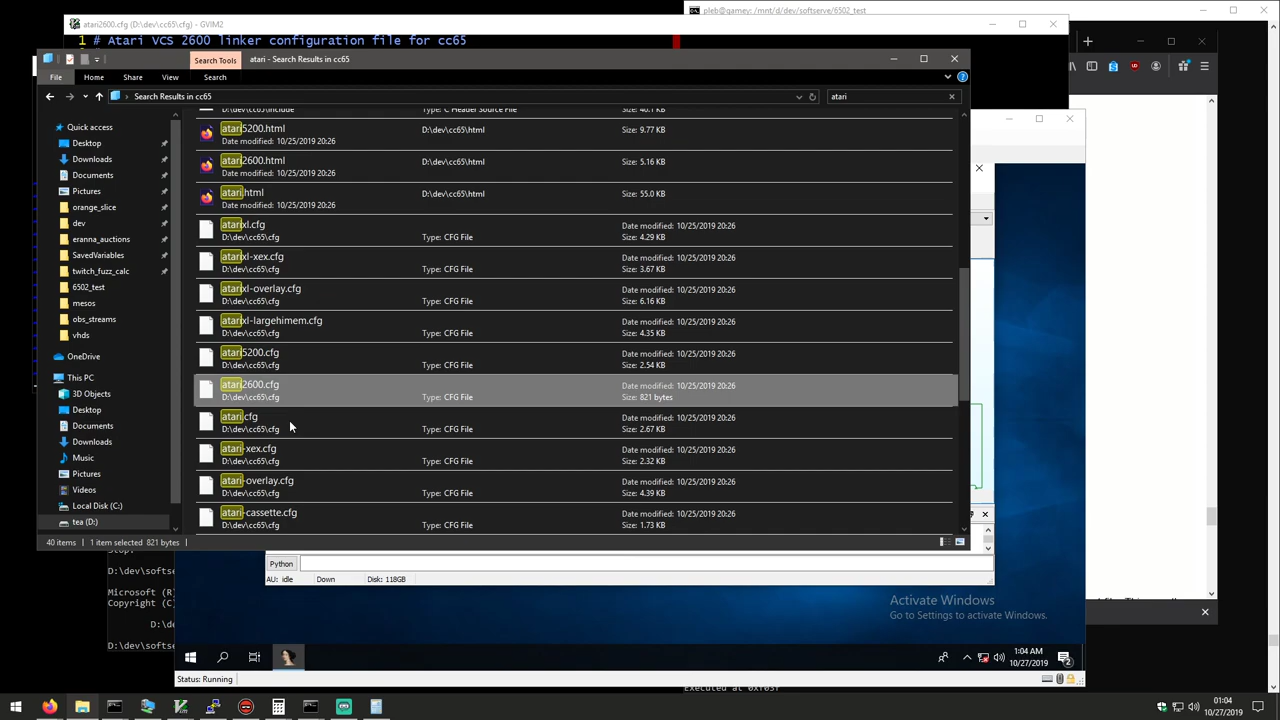 pleb@qamey: /mnt/d/dev/softserve/6502_test
atari2600.cfg (D:\dev\cc65\cfg) - GVIM2
1 # Atari VCS 2600 linker configuration file for cc65
Search Tools
atari - Search Results in cc65
File
Home
Share
View
Search
Search Results in cc65
atari
D:\dev\cc65\include
Type: C Header Source File
Size: 40.1 KB
Quick access
Desktop
Downloads
Documents
Pictures
orange_slice
dev
eranna_auctions
SavedVariables
twitch_fuzz_calc
6502_test
mesos
obs_streams
vhds
OneDrive
This PC
3D Objects
Desktop
Documents
Downloads
Music
Pictures
Videos
Local Disk (C:)
tea (D:)
atari5200.html
D:\dev\cc65\html
Size: 9.77 KB
Date modified: 10/25/2019 20:26
atari2600.html
D:\dev\cc65\html
Size: 5.16 KB
Date modified: 10/25/2019 20:26
atari.html
D:\dev\cc65\html
Size: 55.0 KB
Date modified: 10/25/2019 20:26
atarixl.cfg
Date modified: 10/25/2019 20:26
D:\dev\cc65\cfg
Type: CFG File
Size: 4.29 KB
atarixl-xex.cfg
Date modified: 10/25/2019 20:26
D:\dev\cc65\cfg
Type: CFG File
Size: 3.67 KB
atarixl-overlay.cfg
Date modified: 10/25/2019 20:26
D:\dev\cc65\cfg
Type: CFG File
Size: 6.16 KB
atarixl-largehimem.cfg
Date modified: 10/25/2019 20:26
D:\dev\cc65\cfg
Type: CFG File
Size: 4.35 KB
atari5200.cfg
Date modified: 10/25/2019 20:26
D:\dev\cc65\cfg
Type: CFG File
Size: 2.54 KB
atari2600.cfg
Date modified: 10/25/2019 20:26
D:\dev\cc65\cfg
Type: CFG File
Size: 821 bytes
atari.cfg
Date modified: 10/25/2019 20:26
D:\dev\cc65\cfg
Type: CFG File
Size: 2.67 KB
atari-xex.cfg
Date modified: 10/25/2019 20:26
D:\dev\cc65\cfg
Type: CFG File
Size: 2.32 KB
atari-overlay.cfg
Date modified: 10/25/2019 20:26
D:\dev\cc65\cfg
Type: CFG File
Size: 4.39 KB
atari-cassette.cfg
Date modified: 10/25/2019 20:26
D:\dev\cc65\cfg
Type: CFG File
Size: 1.73 KB
40 items
1 item selected 821 bytes
Stop.
D:\dev\softse
Microsoft (R)
Copyright (C)
D:\de
D:\dev\softse
Python
AU: idle
Down
Disk: 118GB
Activate Windows
Go to Settings to activate Windows.
1:04 AM
10/27/2019
2
Status: Running
Executed at 0xf03f
01:04
10/27/2019